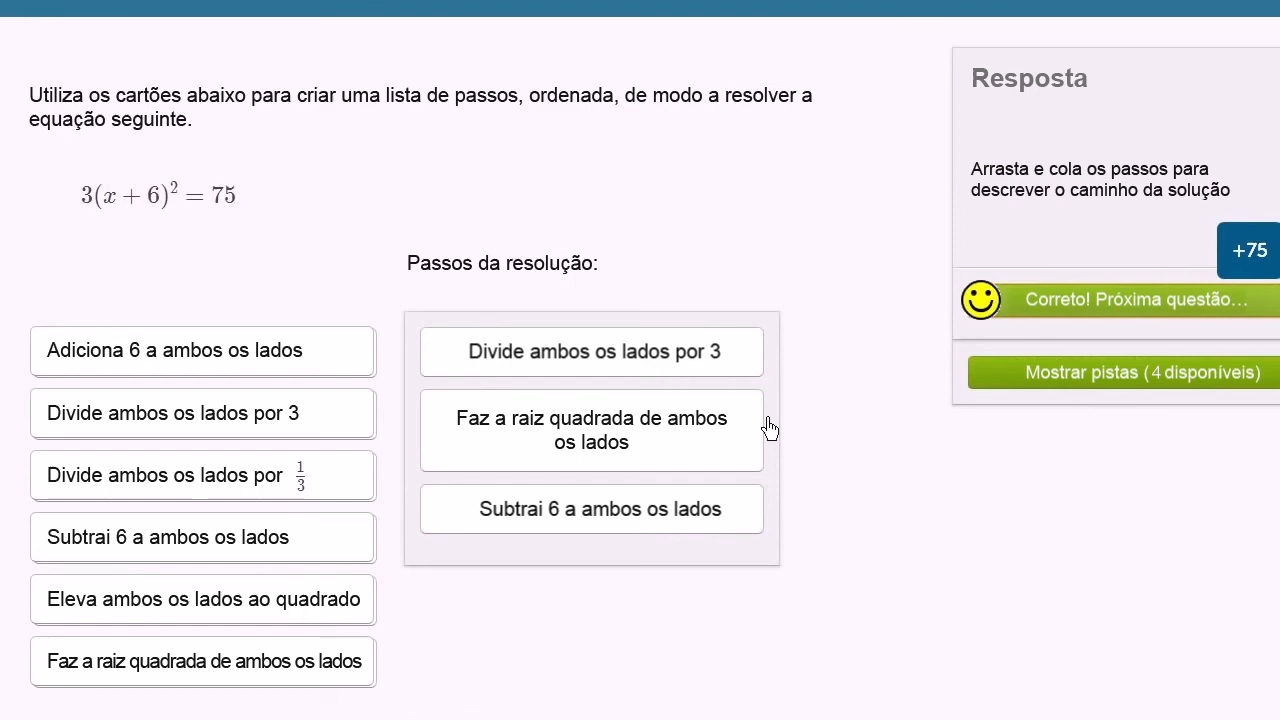 Utiliza os cartões abaixo para criar uma lista de passos, ordenada, de modo a resolver a
equação seguinte.
3(x + 6)² = 75
Passos da resolução:
Adiciona 6 a ambos os lados
Divide ambos os lados por 3
Divide ambos os lados por 1/3
Subtrai 6 a ambos os lados
Eleva ambos os lados ao quadrado
Faz a raiz quadrada de ambos os lados
Divide ambos os lados por 3
Faz a raiz quadrada de ambos
os lados
Subtrai 6 a ambos os lados
Resposta
Arrasta e cola os passos para
descrever o caminho da solução
+75
Correto! Próxima questão...
Mostrar pistas (4 disponíveis)